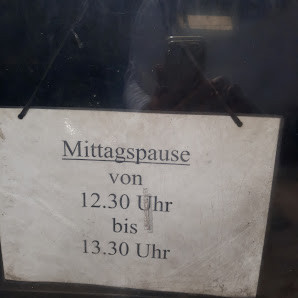 Mittagspause
von
12.30 Uhr
bis
13.30 Uhr